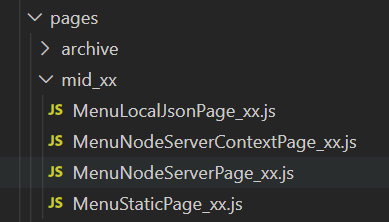 pages
archive
mid_xx
JS MenuLocalJsonPage_xx.js
JS MenuNodeServerContextPage_xx.js
JS MenuNodeServerPage_xx.js
JS MenuStaticPage_xx.js